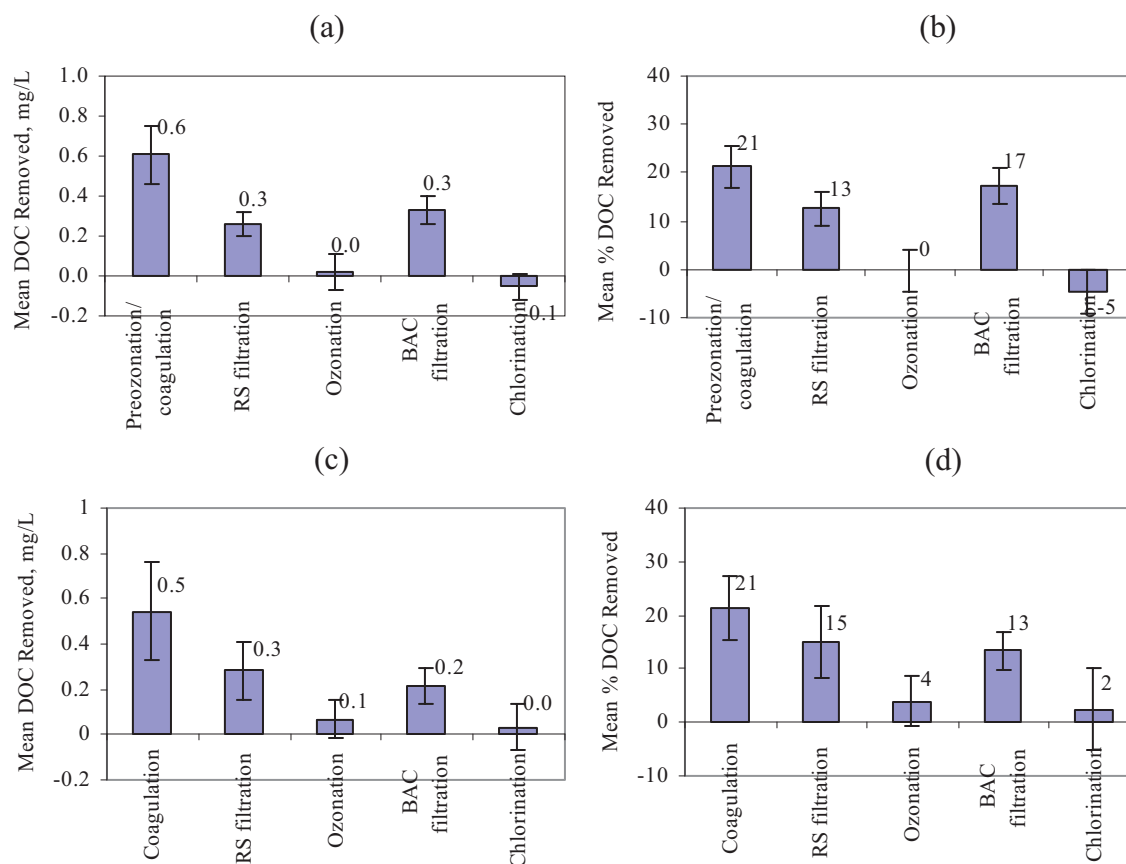 (a)
Mean DOC Removed, mg/L
1.0
0.8
0.6
0.4
0.2
0.0
-0.2
0.6
0.3
0.0
0.3
-0.1
Preozonation/
coagulation
RS filtration
Ozonation
BAC
filtration
Chlorination
(b)
Mean % DOC Removed
40
30
20
10
0
-10
21
13
0
17
-5
Preozonation/
coagulation
RS filtration
Ozonation
BAC
filtration
Chlorination
(c)
Mean DOC Removed, mg/L
1
0.8
0.6
0.4
0.2
0
-0.2
0.5
0.3
0.1
0.2
0.0
Coagulation
RS filtration
Ozonation
BAC
filtration
Chlorination
(d)
Mean % DOC Removed
40
30
20
10
0
-10
21
15
4
13
2
Coagulation
RS filtration
Ozonation
BAC
filtration
Chlorination